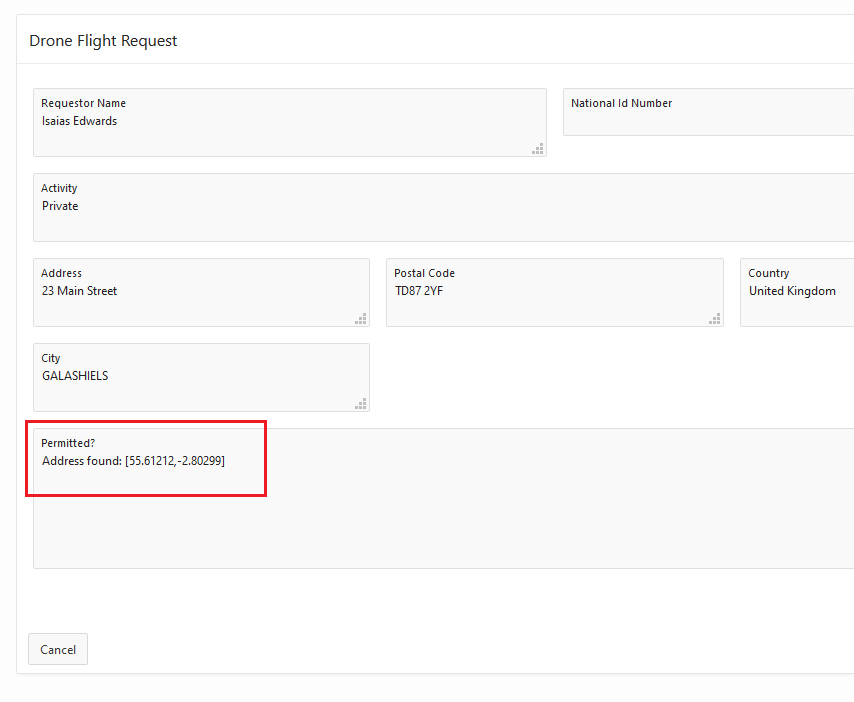 Drone Flight Request
Requestor Name
Isaias Edwards
National Id Number
Activity
Private
Address
23 Main Street
Postal Code
TD87 2YF
Country
United Kingdom
City
GALASHIELS
Permitted?
Address found: [55.61212,-2.80299]
Cancel